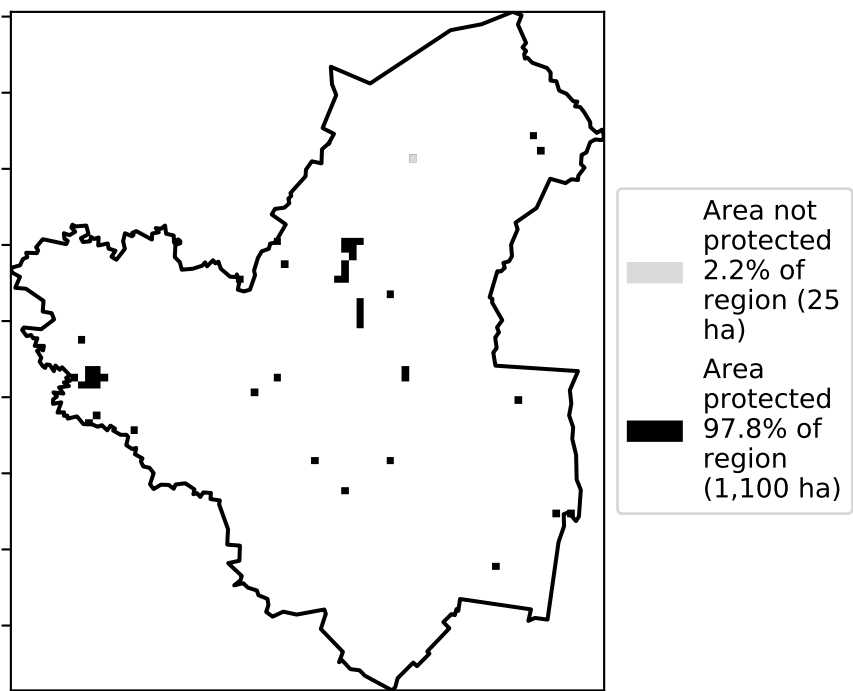 Area not
protected
2.2% of
region (25
ha)
Area
protected
97.8% of
region
(1,100 ha)